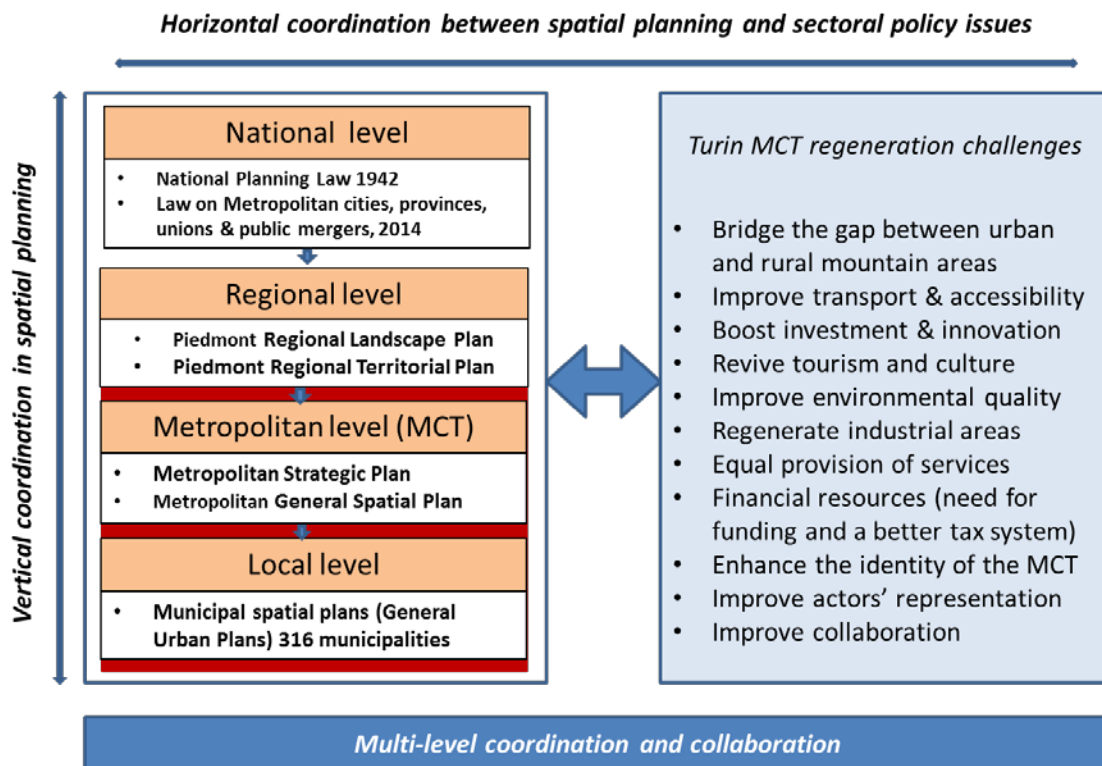 Horizontal coordination between spatial planning and sectoral policy issues
Vertical coordination in spatial planning
National level
• National Planning Law 1942
• Law on Metropolitan cities, provinces,
unions & public mergers, 2014
Regional level
• Piedmont Regional Landscape Plan
• Piedmont Regional Territorial Plan
Metropolitan level (MCT)
• Metropolitan Strategic Plan
• Metropolitan General Spatial Plan
Local level
• Municipal spatial plans (General
Urban Plans) 316 municipalities
Turin MCT regeneration challenges
• Bridge the gap between urban
and rural mountain areas
• Improve transport & accessibility
• Boost investment & innovation
• Revive tourism and culture
• Improve environmental quality
• Regenerate industrial areas
• Equal provision of services
• Financial resources (need for
funding and a better tax system)
• Enhance the identity of the MCT
• Improve actors’ representation
• Improve collaboration
Multi-level coordination and collaboration